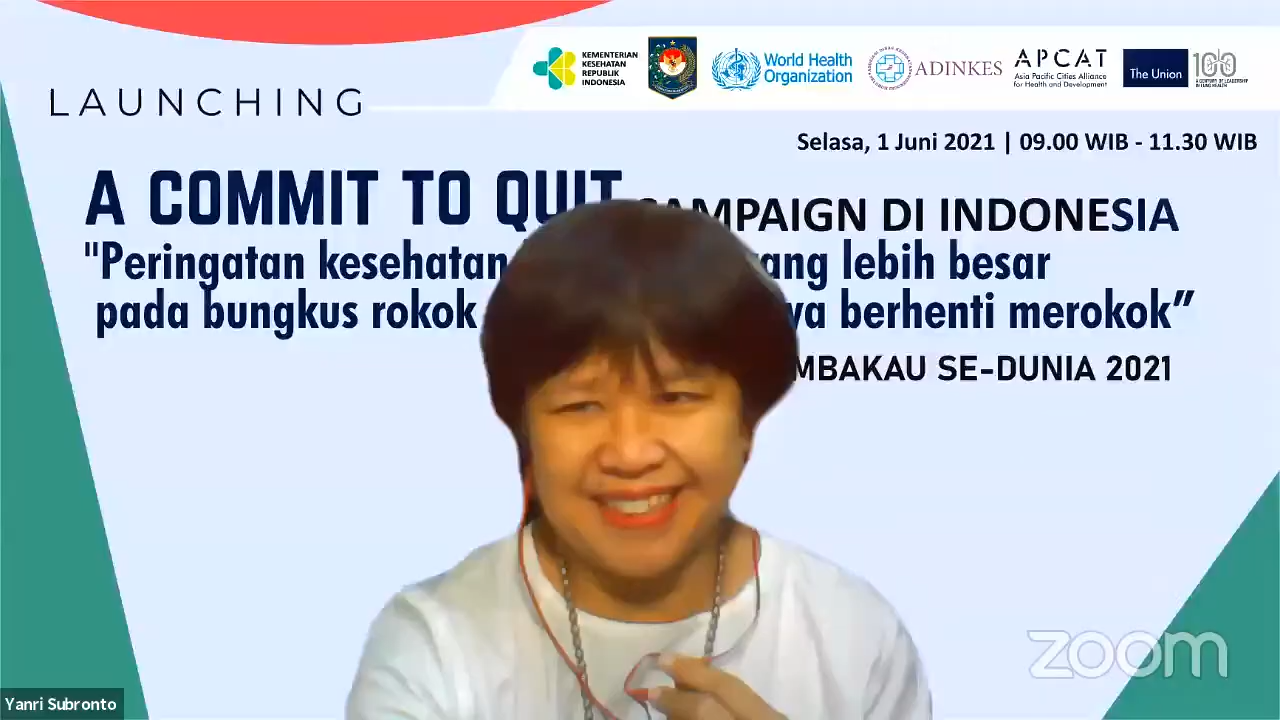 KEMENTERIAN
KESEHATAN
REPUBLIK
INDONESIA
World Health
Organization
ADINKES
APCAT
Asia Pacific Cities Alliance
for Health and Development
The Union
100
LAUNCHING
Selasa, 1 Juni 2021 | 09.00 WIB - 11.30 WIB
A COMMIT TO QUIT CAMPAIGN DI INDONESIA
"Peringatan kesehatan yang lebih besar
pada bungkus rokok berhenti merokok”
SE-DUNIA 2021
zoom
Yanri Subronto